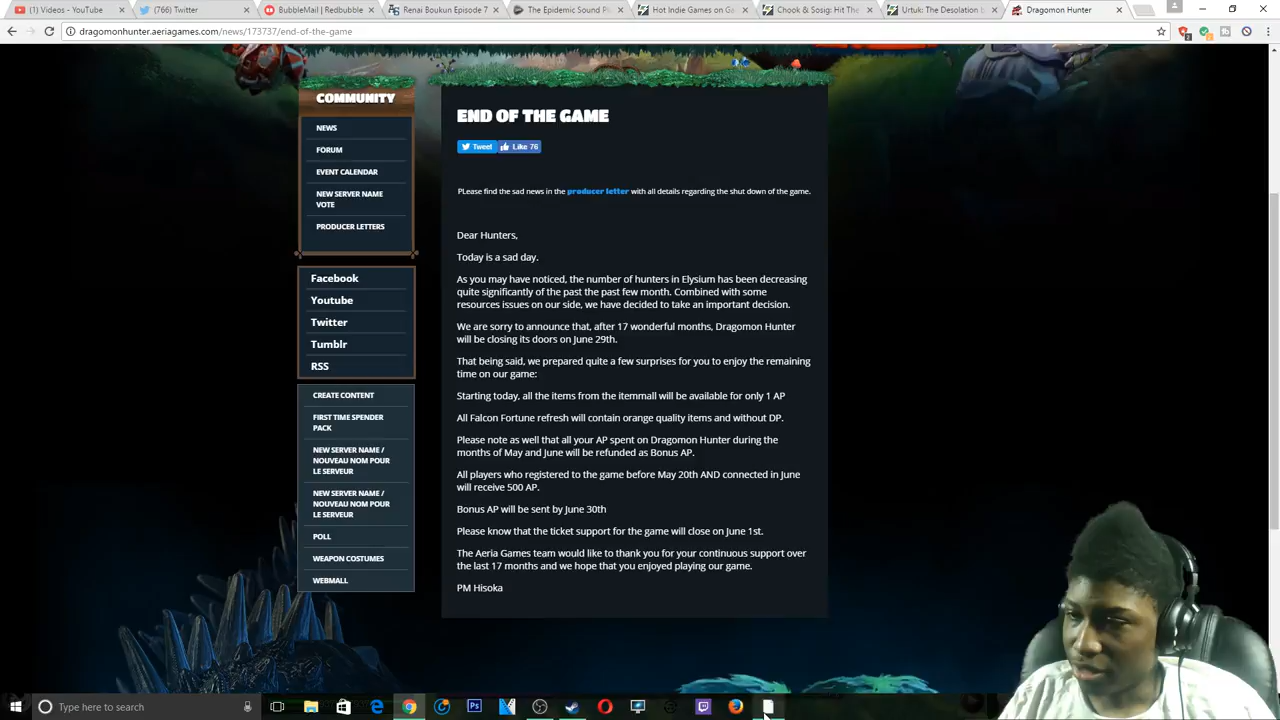 (1) Videos - YouTube
(766) Twitter
BubbleMail | Redbubble
Renai Boukun Episode 7
The Epidemic Sound Pl
Hot Indie Games on Ga
Chook & Sosig: Hit The
Urtuk: The Desolation b
Dragomon Hunter
dragomonhunter.aeriagames.com/news/173737/end-of-the-game
COMMUNITY
NEWS
FORUM
EVENT CALENDAR
NEW SERVER NAME
VOTE
PRODUCER LETTERS
Facebook
Youtube
Twitter
Tumblr
RSS
CREATE CONTENT
FIRST TIME SPENDER
PACK
NEW SERVER NAME /
NOUVEAU NOM POUR
LE SERVEUR
NEW SERVER NAME /
NOUVEAU NOM POUR
LE SERVEUR
POLL
WEAPON COSTUMES
WEBMALL
END OF THE GAME
Tweet Like 76
PLease find the sad news in the producer letter with all details regarding the shut down of the game.
Dear Hunters,
Today is a sad day.
As you may have noticed, the number of hunters in Elysium has been decreasing
quite significantly of the past the past few month. Combined with some
resources issues on our side, we have decided to take an important decision.
We are sorry to announce that, after 17 wonderful months, Dragomon Hunter
will be closing its doors on June 29th.
That being said, we prepared quite a few surprises for you to enjoy the remaining
time on our game:
Starting today, all the items from the itemmall will be available for only 1 AP
All Falcon Fortune refresh will contain orange quality items and without DP.
Please note as well that all your AP spent on Dragomon Hunter during the
months of May and June will be refunded as Bonus AP.
All players who registered to the game before May 20th AND connected in June
will receive 500 AP.
Bonus AP will be sent by June 30th
Please know that the ticket support for the game will close on June 1st.
The Aeria Games team would like to thank you for your continuous support over
the last 17 months and we hope that you enjoyed playing our game.
PM Hisoka
Type here to search